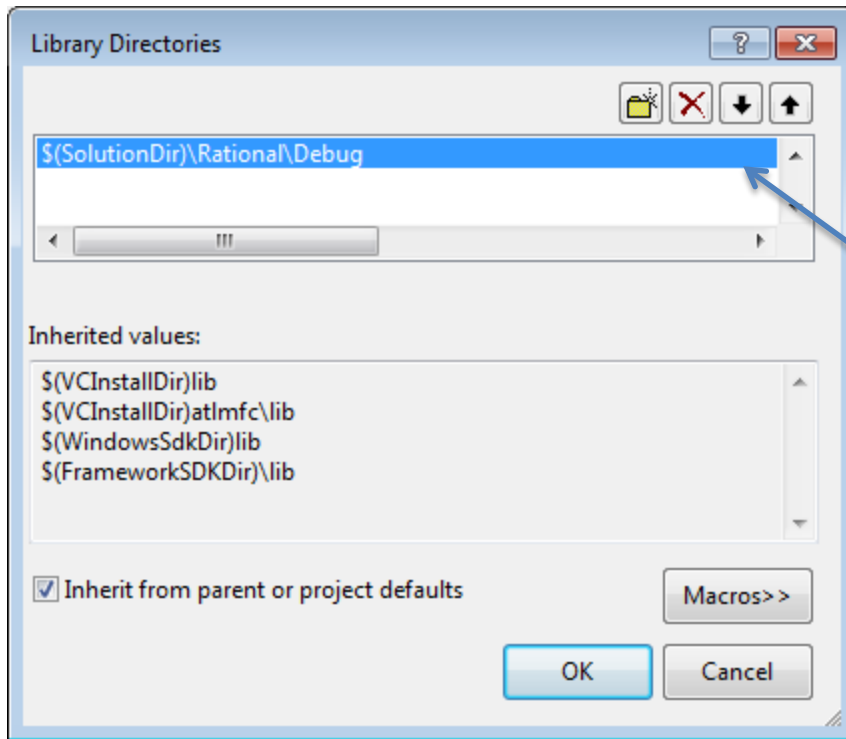 Library Directories
$(SolutionDir)\Rational\Debug
Inherited values:
$(VCInstallDir)lib
$(VCInstallDir)atlmfc\lib
$(WindowsSdkDir)lib
$(FrameworkSDKDir)\lib
Inherit from parent or project defaults
Macros>>
OK
Cancel